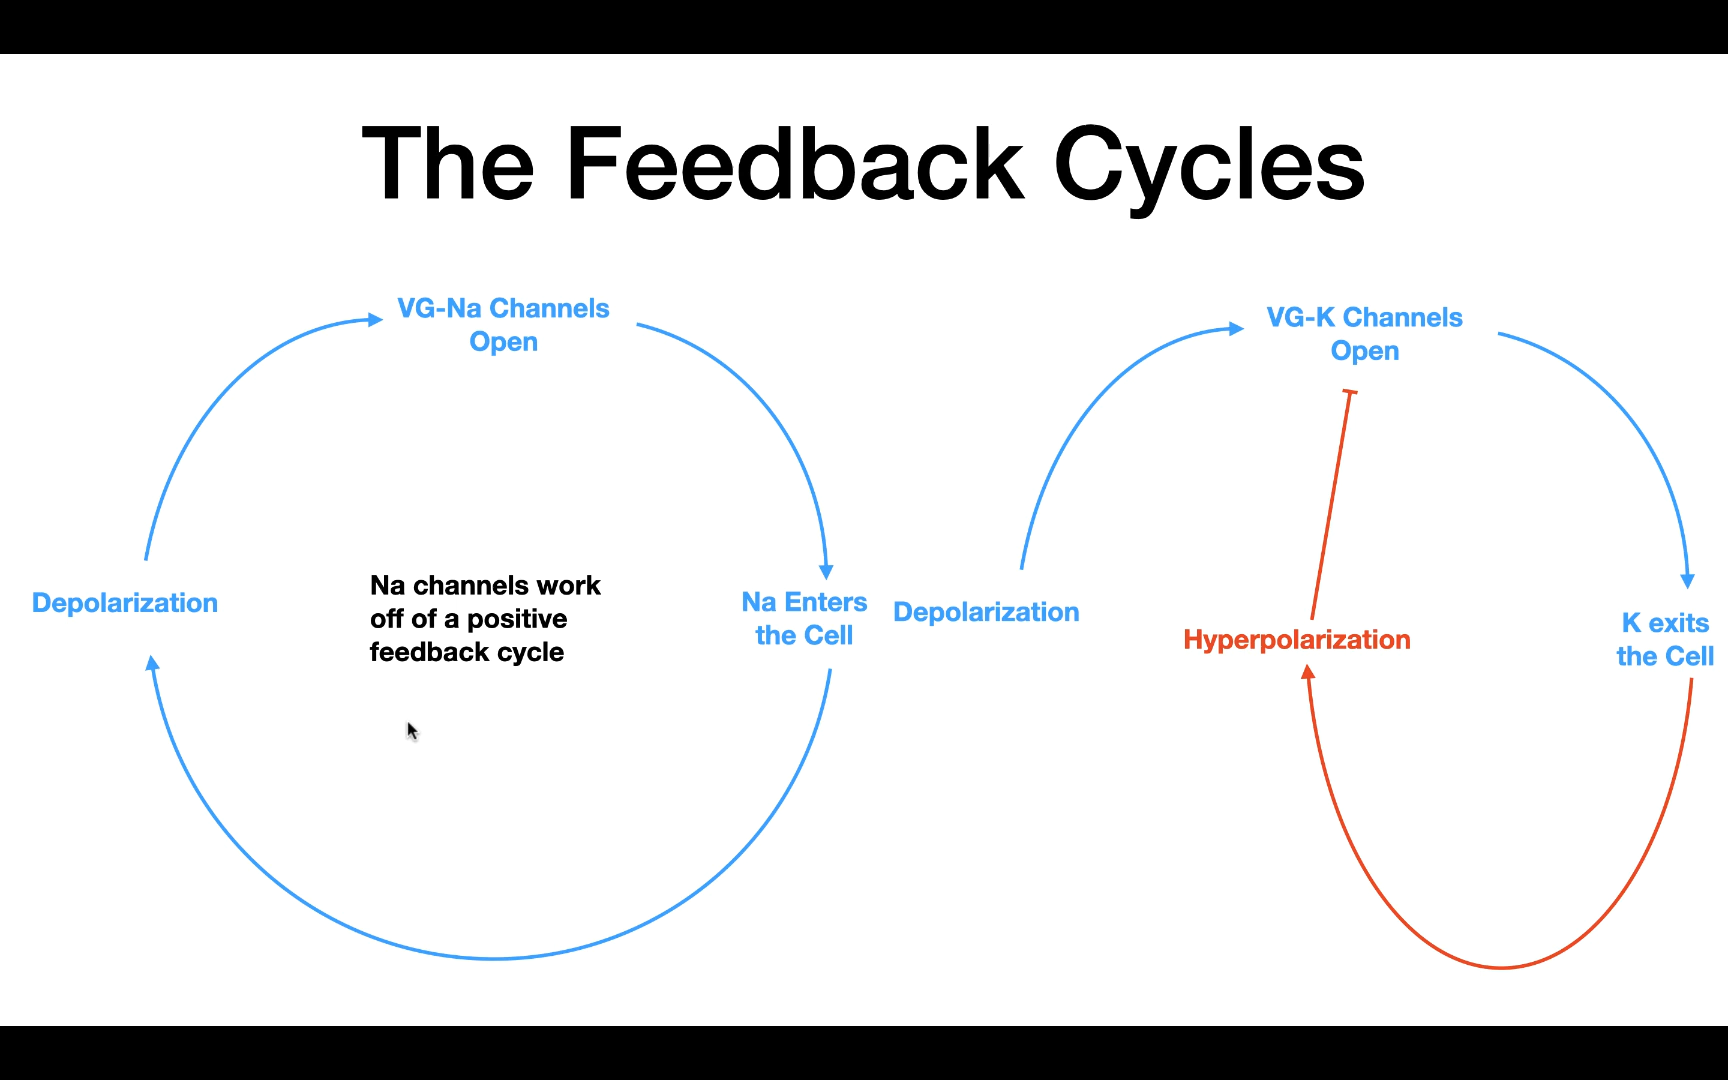 The Feedback Cycles
VG-Na Channels
Open
Depolarization
Na channels work
off of a positive
feedback cycle
Na Enters
the Cell
VG-K Channels
Open
Depolarization
Hyperpolarization
K exits
the Cell